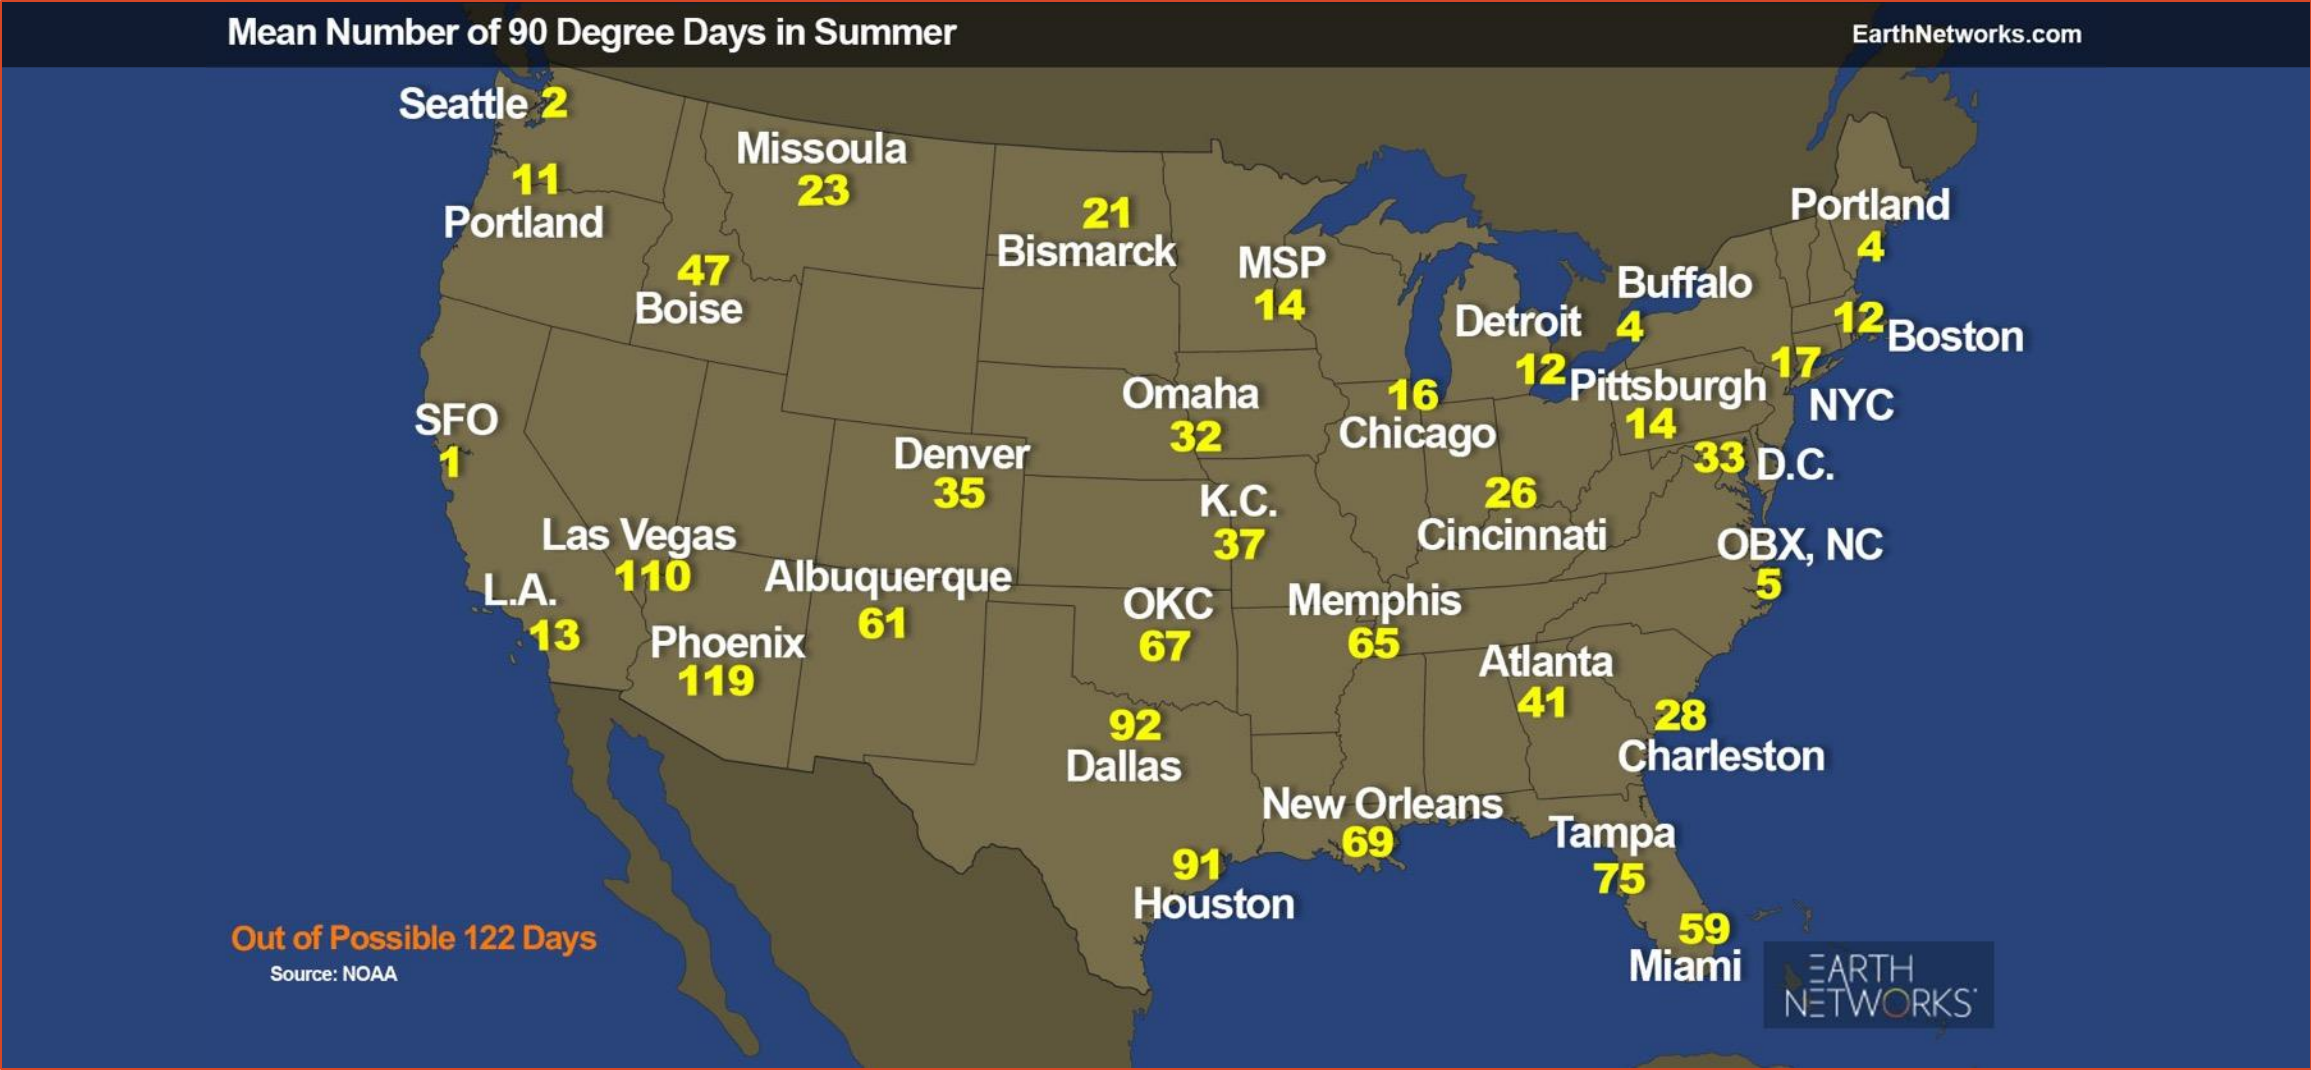 Mean Number of 90 Degree Days in Summer
EarthNetworks.com
Seattle 2
11
Portland
Missoula
23
47
Boise
21
Bismarck
MSP
14
Portland
4
Buffalo
4
Detroit
12
12
Boston
17
NYC
Pittsburgh
14
16
Chicago
Omaha
32
SFO
1
Denver
35
33
D.C.
K.C.
37
26
Cincinnati
Las Vegas
110
OBX, NC
5
Albuquerque
61
L.A.
13
Phoenix
119
OKC
67
Memphis
65
Atlanta
41
92
Dallas
28
Charleston
New Orleans
69
Tampa
75
91
Houston
59
Miami
Out of Possible 122 Days
Source: NOAA
EARTH
NETWORKS